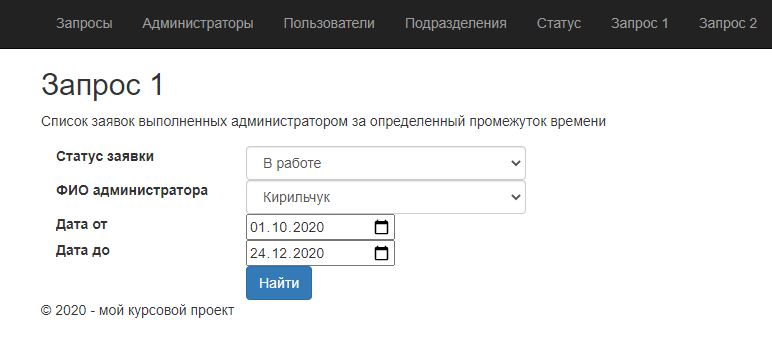 Запросы Администраторы Пользователи Подразделения Статус Запрос 1 Запрос 2
Запрос 1
Список заявок выполненных администратором за определенный промежуток времени
Статус заявки В работе
ФИО администратора Кирильчук
Дата от 01.10.2020
Дата до 24.12.2020
Найти
© 2020 - мой курсовой проект